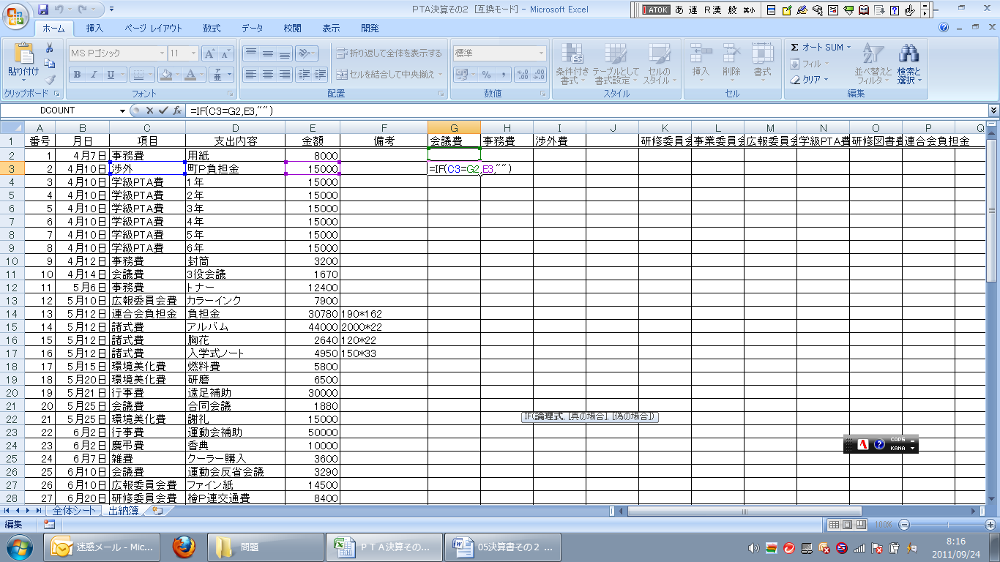 PTA決算その2 [互換モード] - Microsoft Excel
ATOK あ 連 R漢 般 英小
ホーム 挿入 ページ レイアウト 数式 データ 校閲 表示 開発
貼り付け
クリップボード
MS Pゴシック 11
B I U
フォント
折り返して全体を表示する
セルを結合して中央揃え
配置
標準
% ,
数値
条件付き書式 テーブルとして書式設定 セルのスタイル
スタイル
挿入 削除 書式
セル
Σ オート SUM
フィル
クリア
並べ替えとフィルタ 検索と選択
編集
DCOUNT fx =IF(C3=G2,E3,"")
A B C D E F G H I J K L M N O P Q
1 番号 月日 項目 支出内容 金額 備考 会議費 事務費 渉外費 研修委員会 事業委員会 広報委員会 学級PTA費 研修図書費 連合会負担金
2 1 4月7日 事務費 用紙 8000
3 2 4月10日 渉外 町P負担金 15000 =IF(C3=G2,E3,"")
4 3 4月10日 学級PTA費 1年 15000
5 4 4月10日 学級PTA費 2年 15000
6 5 4月10日 学級PTA費 3年 15000
7 6 4月10日 学級PTA費 4年 15000
8 7 4月10日 学級PTA費 5年 15000
9 8 4月10日 学級PTA費 6年 15000
10 9 4月12日 事務費 封筒 3200
11 10 4月14日 会議費 3役会議 1670
12 11 5月6日 事務費 トナー 12400
13 12 5月10日 広報委員会費 カラーインク 7900
14 13 5月12日 連合会負担金 負担金 30780 190*162
15 14 5月12日 諸式費 アルバム 44000 2000*22
16 15 5月12日 諸式費 胸花 2640 120*22
17 16 5月12日 諸式費 入学式ノート 4950 150*33
18 17 5月15日 環境美化費 燃料費 5800
19 18 5月20日 環境美化費 研磨 6500
20 19 5月21日 行事費 遠足補助 30000
21 20 5月25日 会議費 合同会議 1880
22 21 5月25日 環境美化費 謝礼 15000 IF(論理式, [真の場合], [偽の場合])
23 22 6月2日 行事費 運動会補助 50000
24 23 6月2日 慶弔費 香典 10000
25 24 6月7日 雑費 クーラー購入 3600
26 25 6月10日 会議費 運動会反省会議 3290
27 26 6月10日 広報委員会費 ファイン紙 14500
28 27 6月20日 研修委員会費 檜P連交通費 8400
A ? CAPS KANA
全体シート 出納簿
編集 100%
迷惑メール - Mic... 問題 PTA決算その... 05決算書その2 ... 8:16
2011/09/24